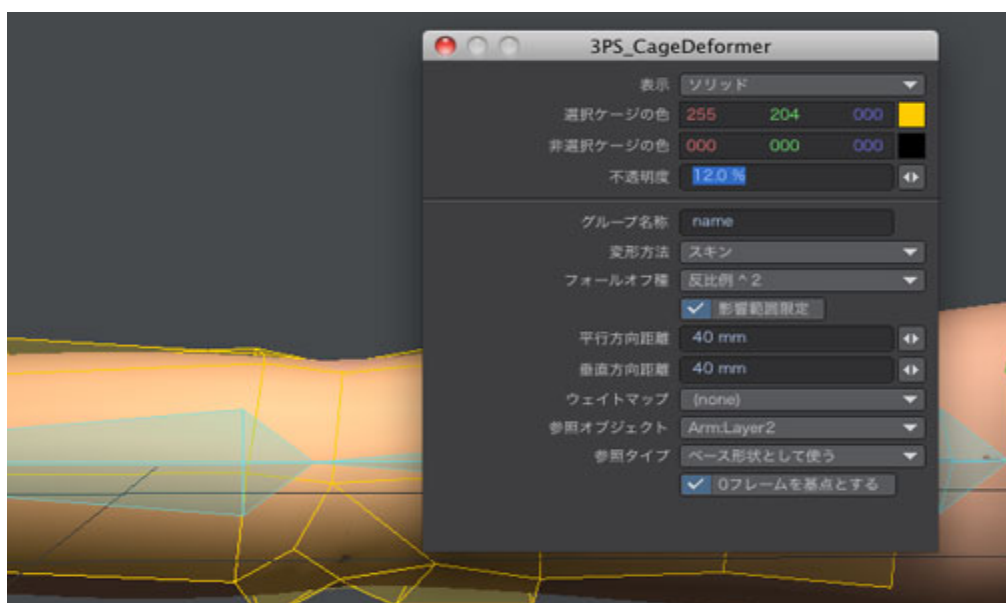 3PS_CageDeformer
表示 ソリッド
選択ケージの色 255 204 000
非選択ケージの色 000 000 000
不透明度 12.0 %
グループ名称 name
変形方法 スキン
フォールオフ種 反比例 ^ 2
影響範囲限定
平行方向距離 40 mm
垂直方向距離 40 mm
ウェイトマップ (none)
参照オブジェクト Arm:Layer2
参照タイプ ベース形状として使う
0フレームを基点とする